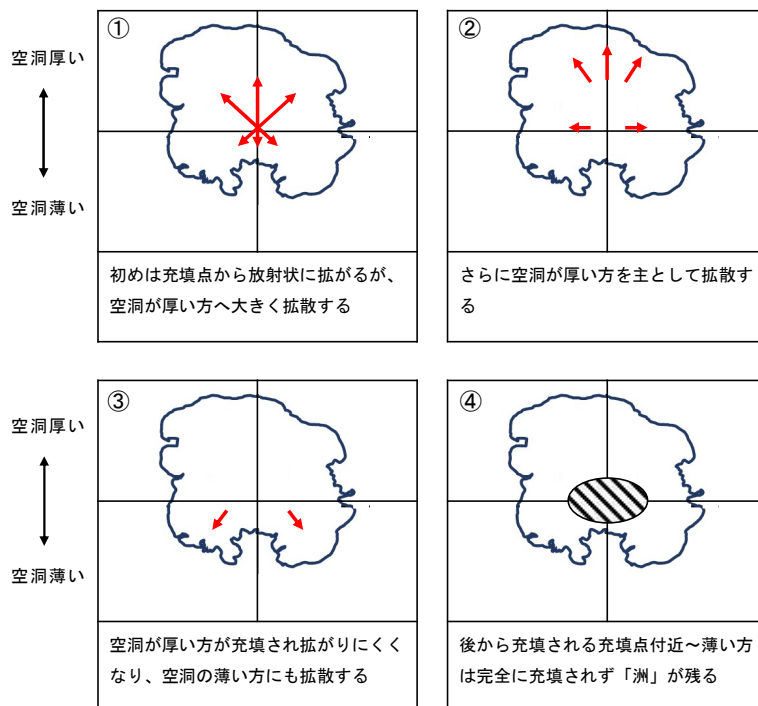 ①
②
空洞厚い
空洞薄い
初めは充填点から放射状に拡がるが、
空洞が厚い方へ大きく拡散する
さらに空洞が厚い方を主として拡散す
る
③
④
空洞厚い
空洞薄い
空洞が厚い方が充填され拡がりにくく
なり、空洞の薄い方にも拡散する
後から充填される充填点付近～薄い方
は完全に充填されず「洲」が残る